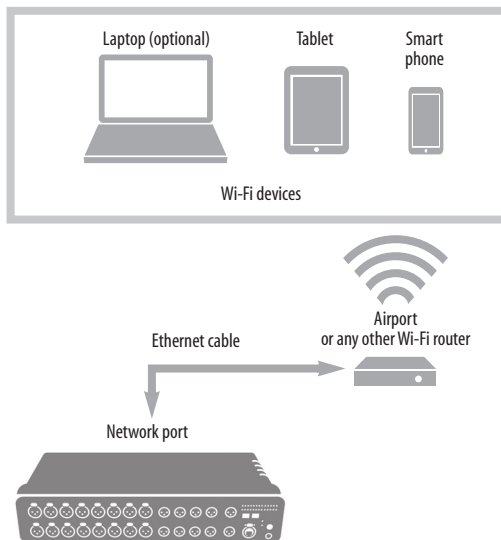 Laptop (optional)
Tablet
Smart
phone
Wi-Fi devices
Airport
or any other Wi-Fi router
Ethernet cable
Network port